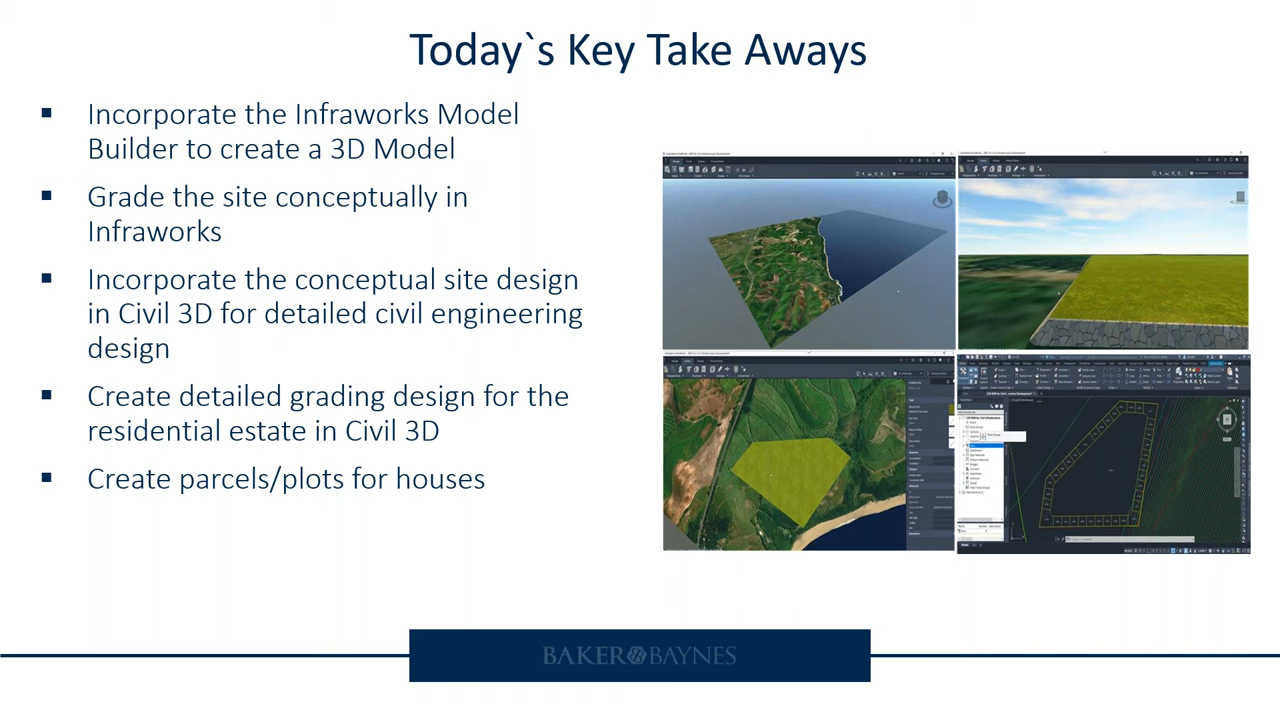 Today`s Key Take Aways
▪ Incorporate the Infraworks Model
Builder to create a 3D Model
▪ Grade the site conceptually in
Infraworks
▪ Incorporate the conceptual site design
in Civil 3D for detailed civil engineering
design
▪ Create detailed grading design for the
residential estate in Civil 3D
▪ Create parcels/plots for houses
BAKER BAYNES